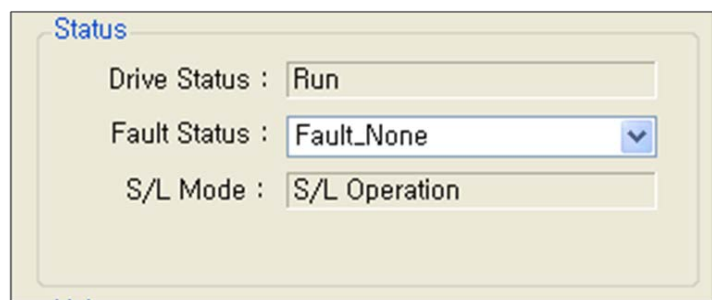 Status
Drive Status : Run
Fault Status : Fault_None
S/L Mode : S/L Operation